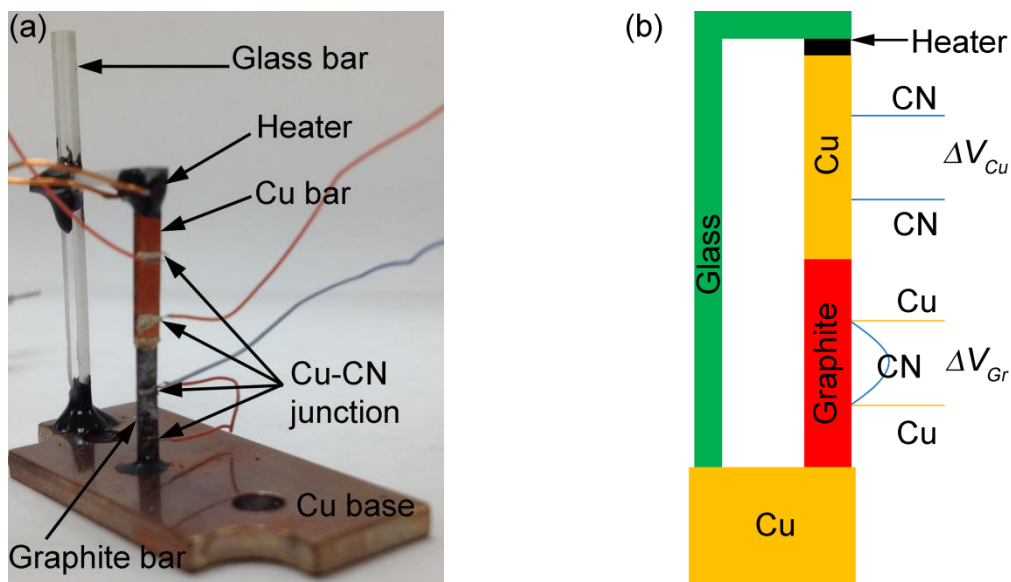 (a)
Glass bar
Heater
Cu bar
Cu-CN
junction
Cu base
Graphite bar
(b)
Heater
CN
Cu
ΔV_Cu
CN
Glass
Cu
Graphite
CN
ΔV_Gr
Cu
Cu